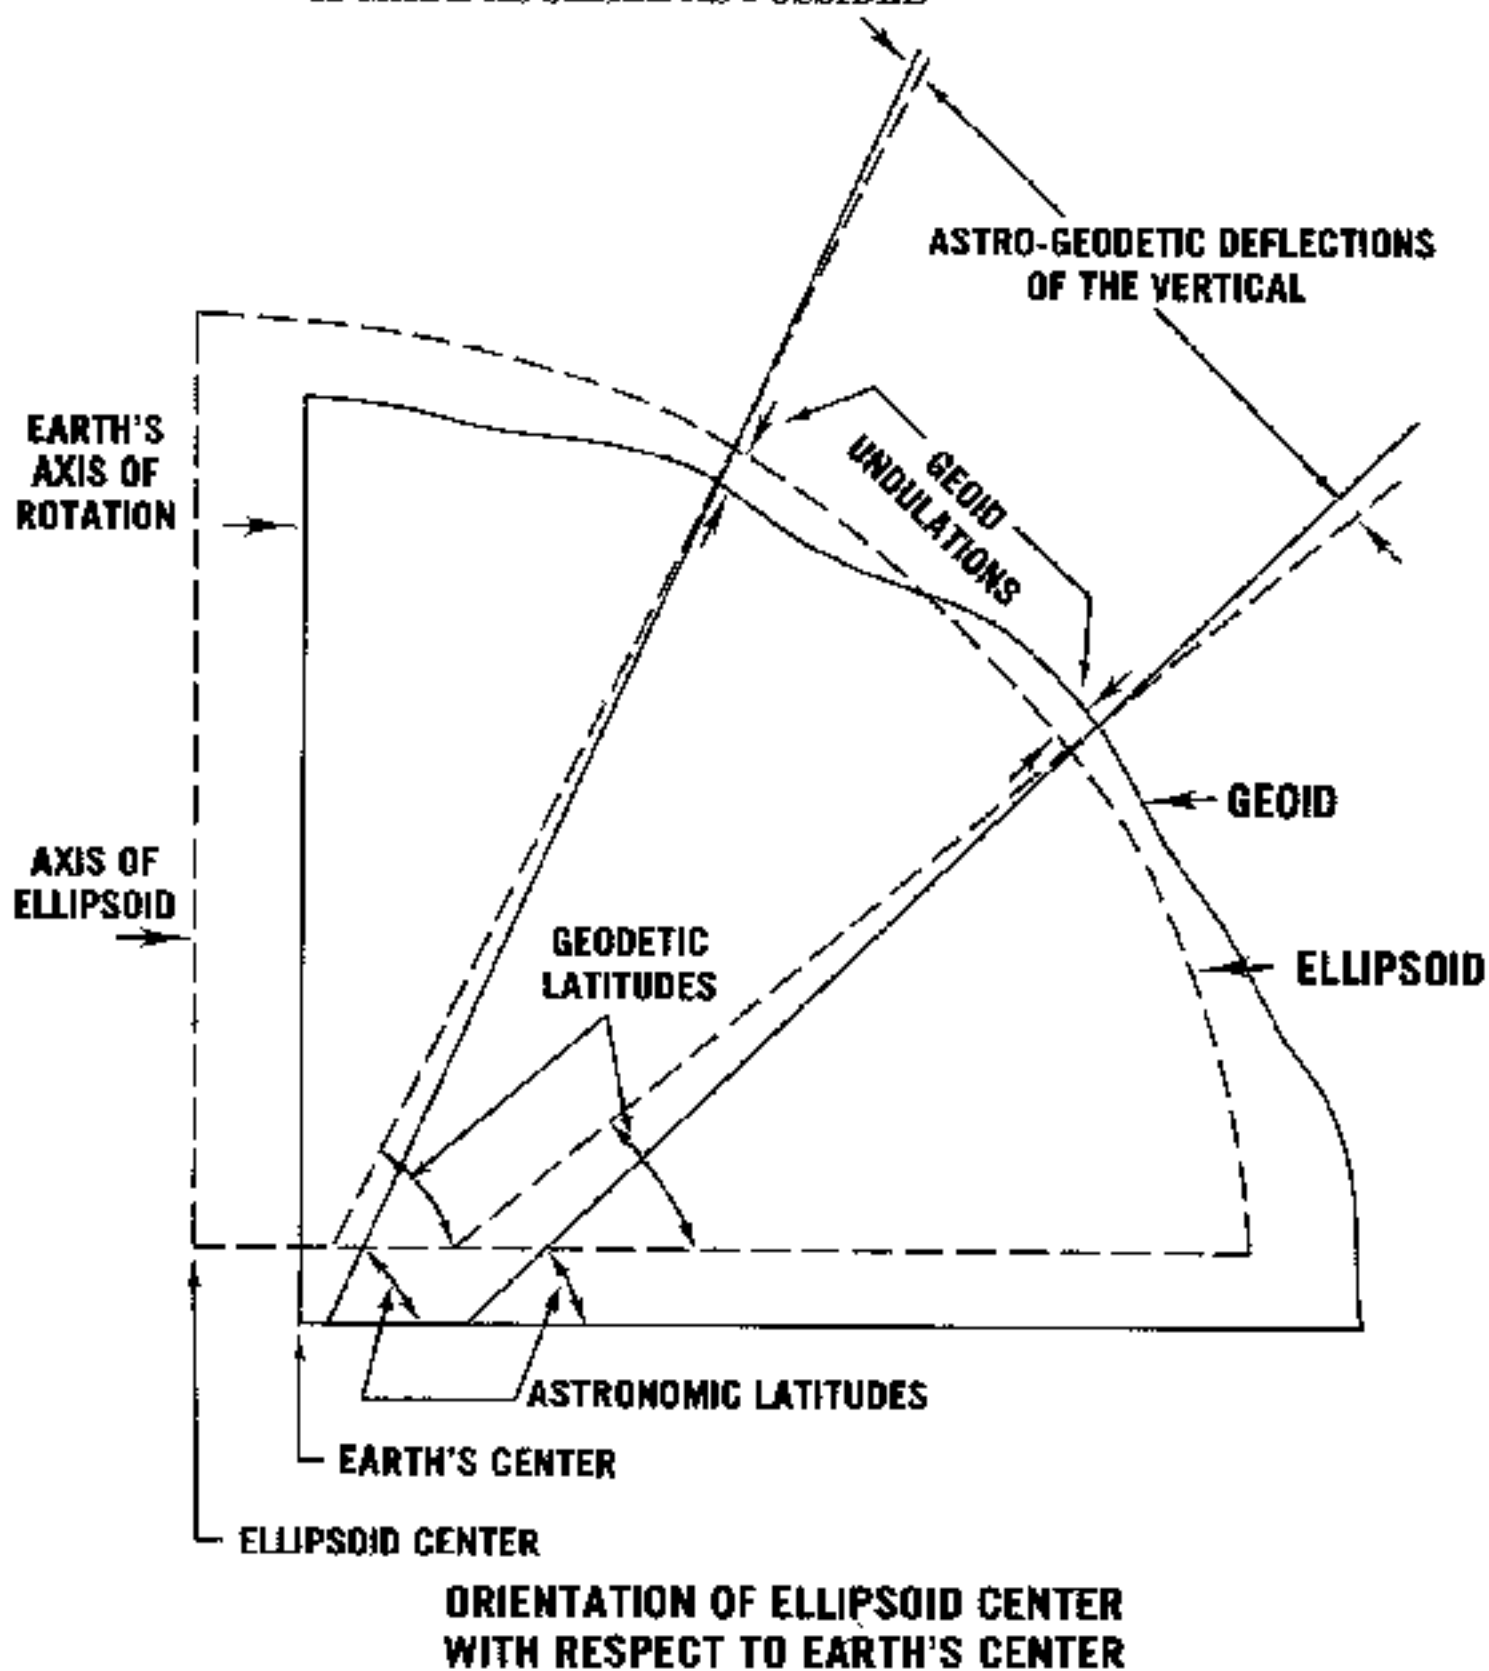 ASTRO-GEODETIC DEFLECTIONS
OF THE VERTICAL
EARTH'S
AXIS OF
ROTATION
GEOID
UNDULATIONS
GEOID
AXIS OF
ELLIPSOID
GEODETIC
LATITUDES
ELLIPSOID
ASTRONOMIC LATITUDES
EARTH'S CENTER
ELLIPSOID CENTER
ORIENTATION OF ELLIPSOID CENTER
WITH RESPECT TO EARTH'S CENTER